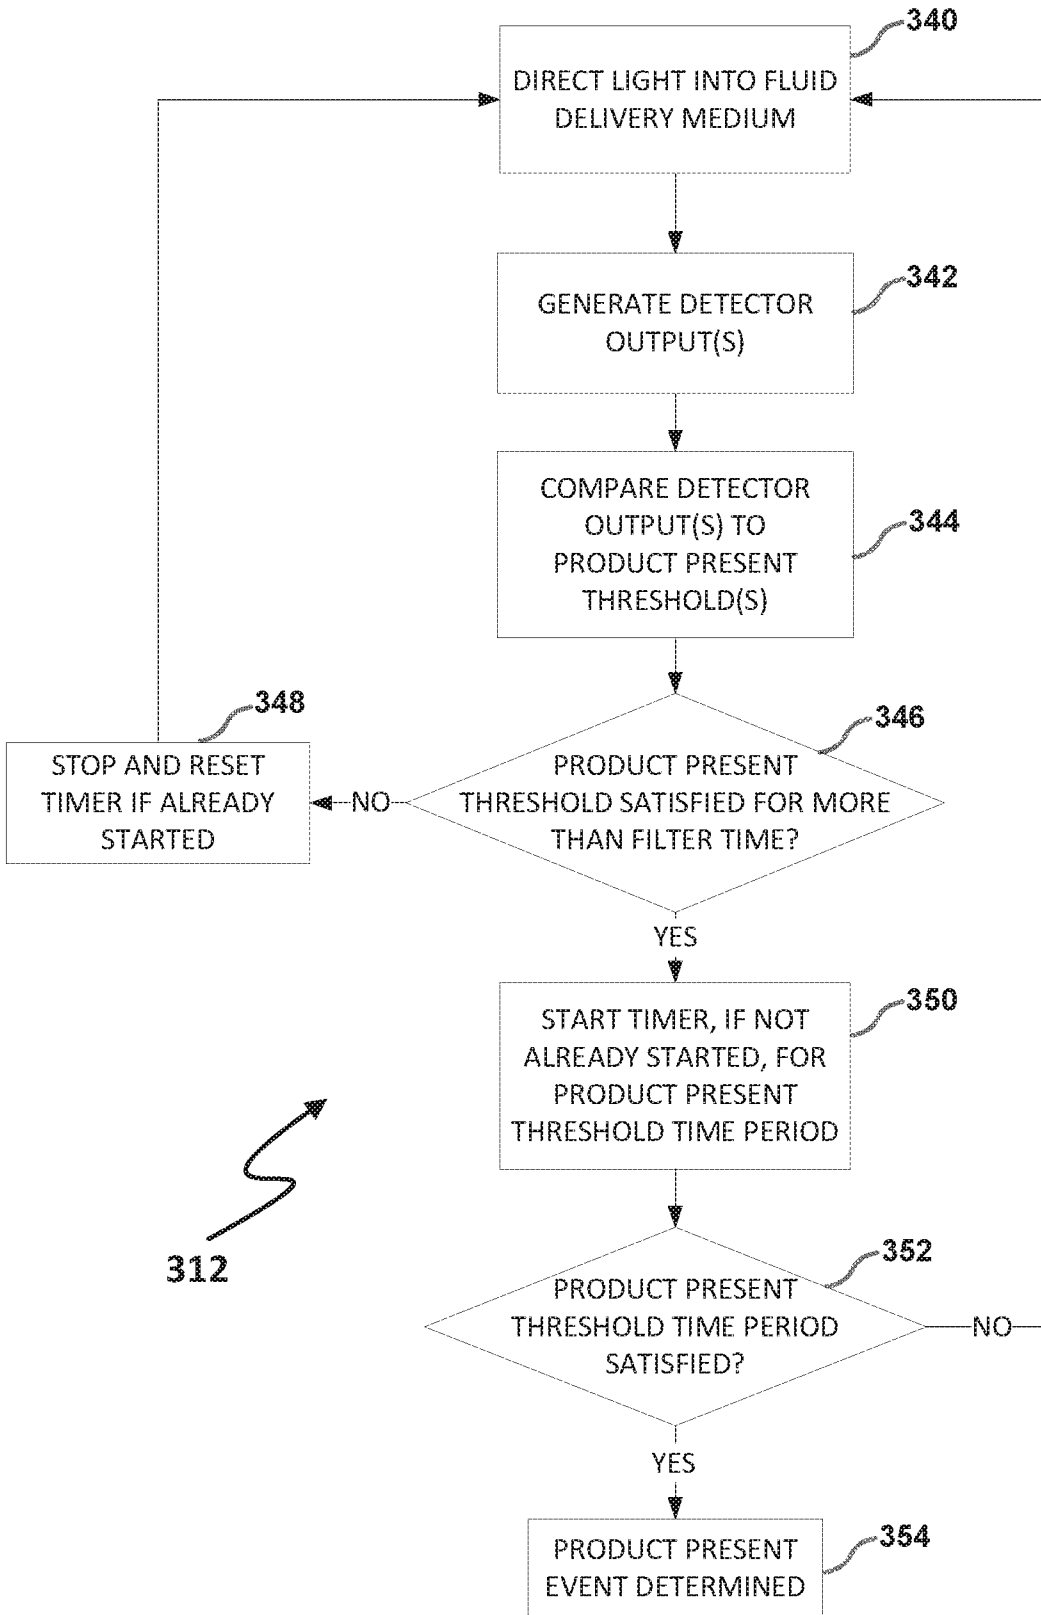 340
DIRECT LIGHT INTO FLUID
DELIVERY MEDIUM
342
GENERATE DETECTOR
OUTPUT(S)
344
COMPARE DETECTOR
OUTPUT(S) TO
PRODUCT PRESENT
THRESHOLD(S)
346
PRODUCT PRESENT
THRESHOLD SATISFIED FOR MORE
THAN FILTER TIME?
NO
348
STOP AND RESET
TIMER IF ALREADY
STARTED
YES
350
START TIMER, IF NOT
ALREADY STARTED, FOR
PRODUCT PRESENT
THRESHOLD TIME PERIOD
312
352
PRODUCT PRESENT
THRESHOLD TIME PERIOD
SATISFIED?
NO
YES
354
PRODUCT PRESENT
EVENT DETERMINED